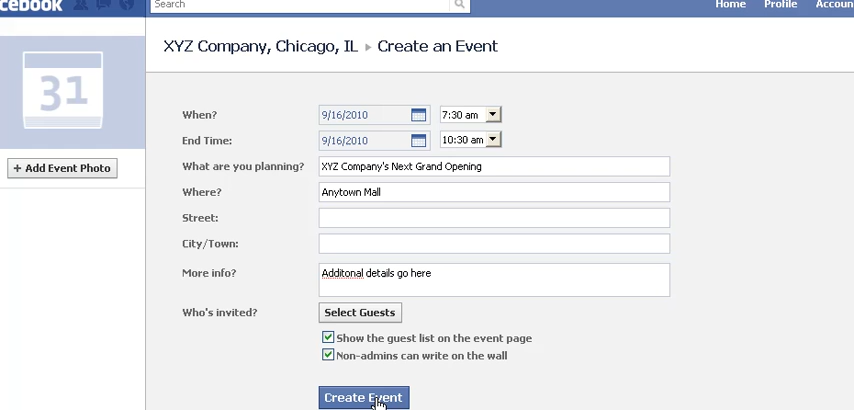 cebook Search Home Profile Accoun
XYZ Company, Chicago, IL ▸ Create an Event
31
+ Add Event Photo
When? 9/16/2010 7:30 am
End Time: 9/16/2010 10:30 am
What are you planning? XYZ Company's Next Grand Opening
Where? Anytown Mall
Street:
City/Town:
More info? Additonal details go here
Who's invited? Select Guests
Show the guest list on the event page
Non-admins can write on the wall
Create Event